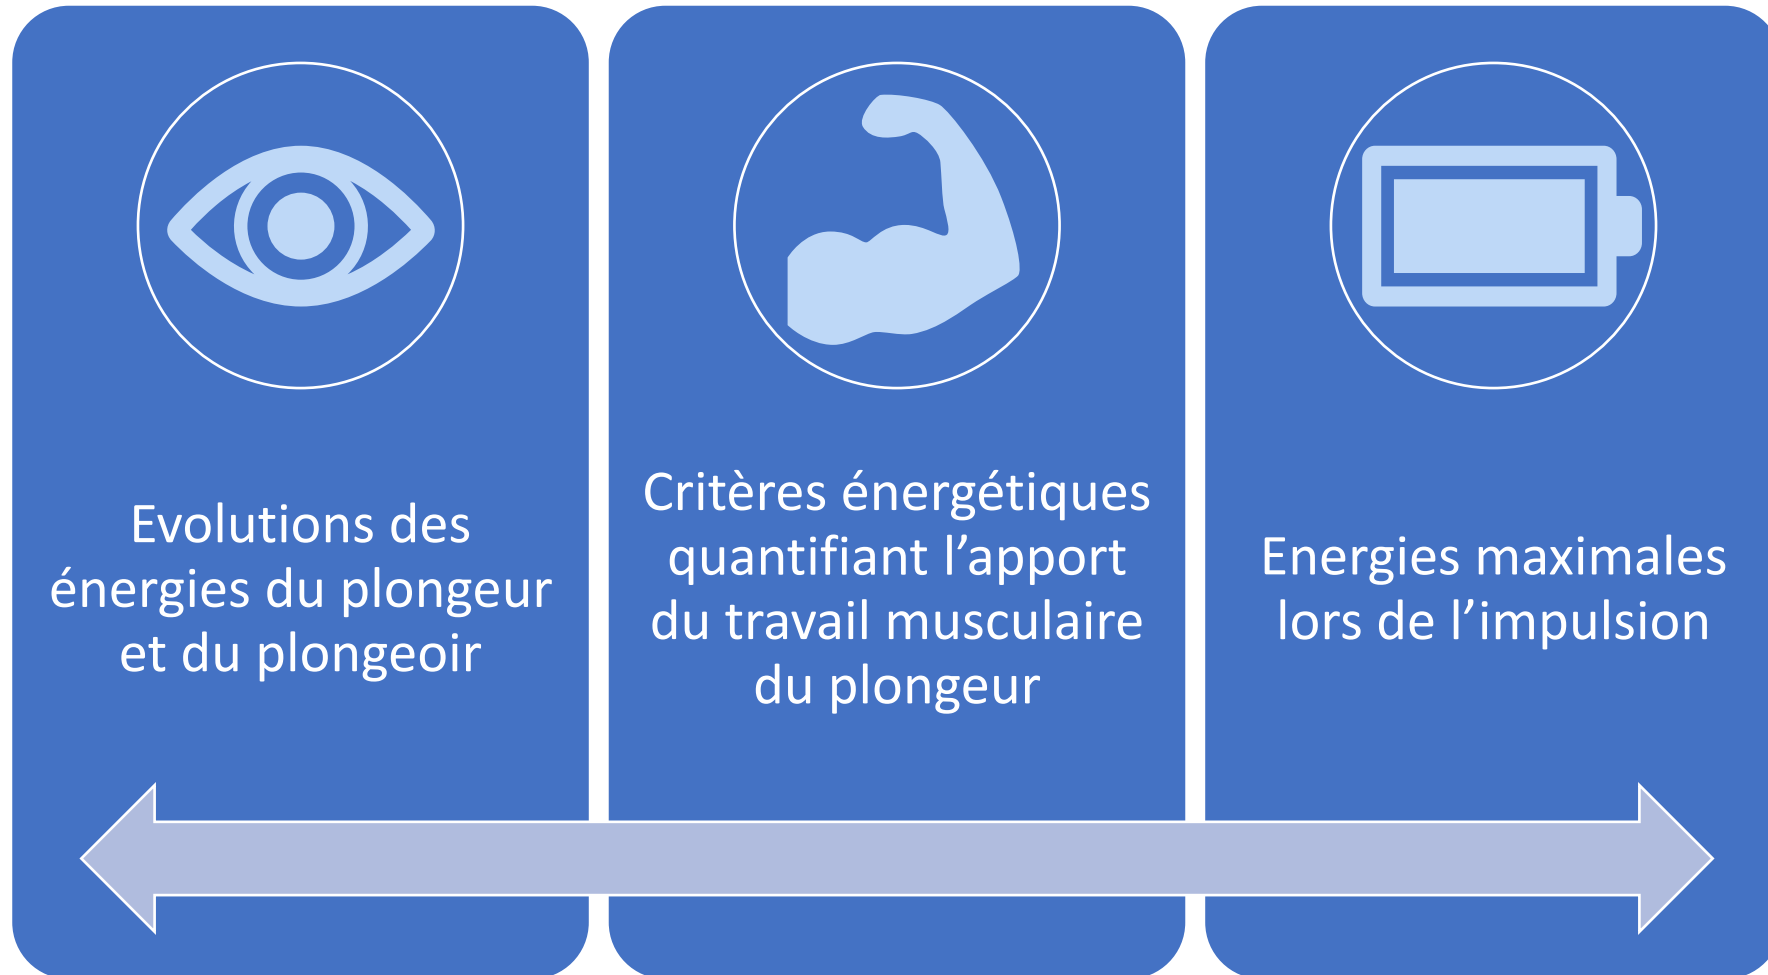 Evolutions des
énergies du plongeur
et du plongeoir
Critères énergétiques
quantifiant l’apport
du travail musculaire
du plongeur
Energies maximales
lors de l’impulsion